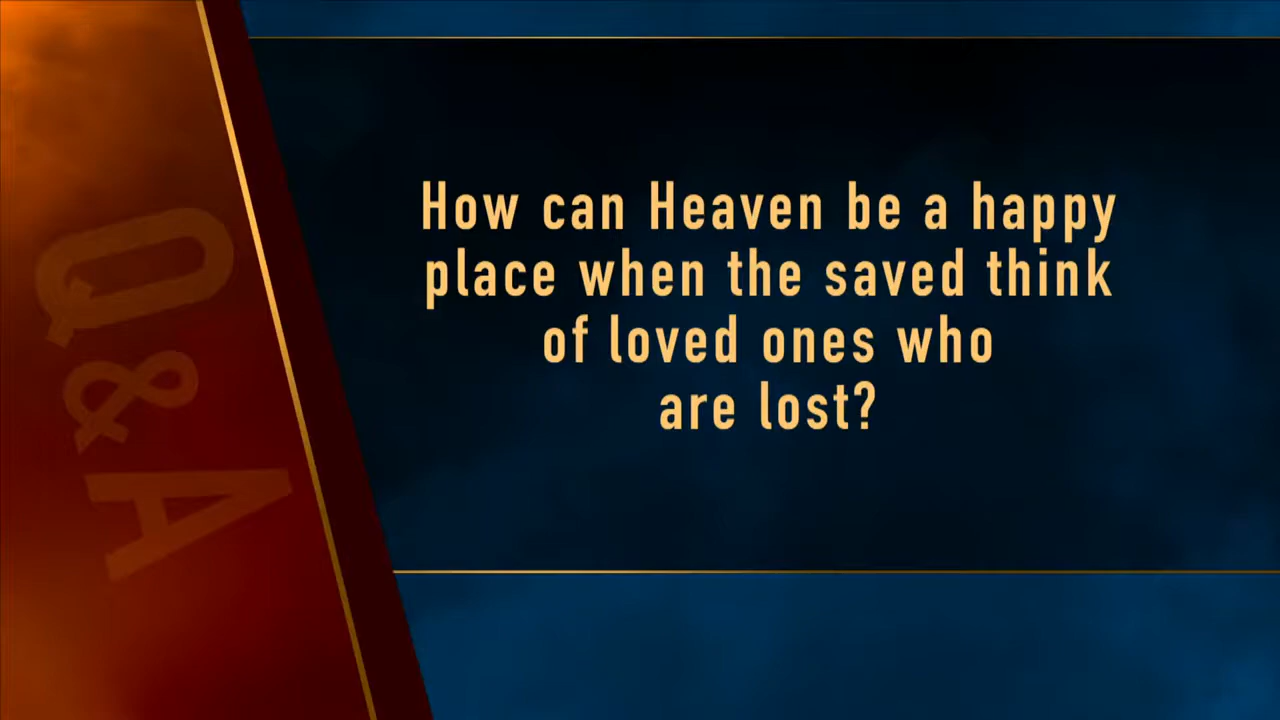 Q&A
How can Heaven be a happy
place when the saved think
of loved ones who
are lost?